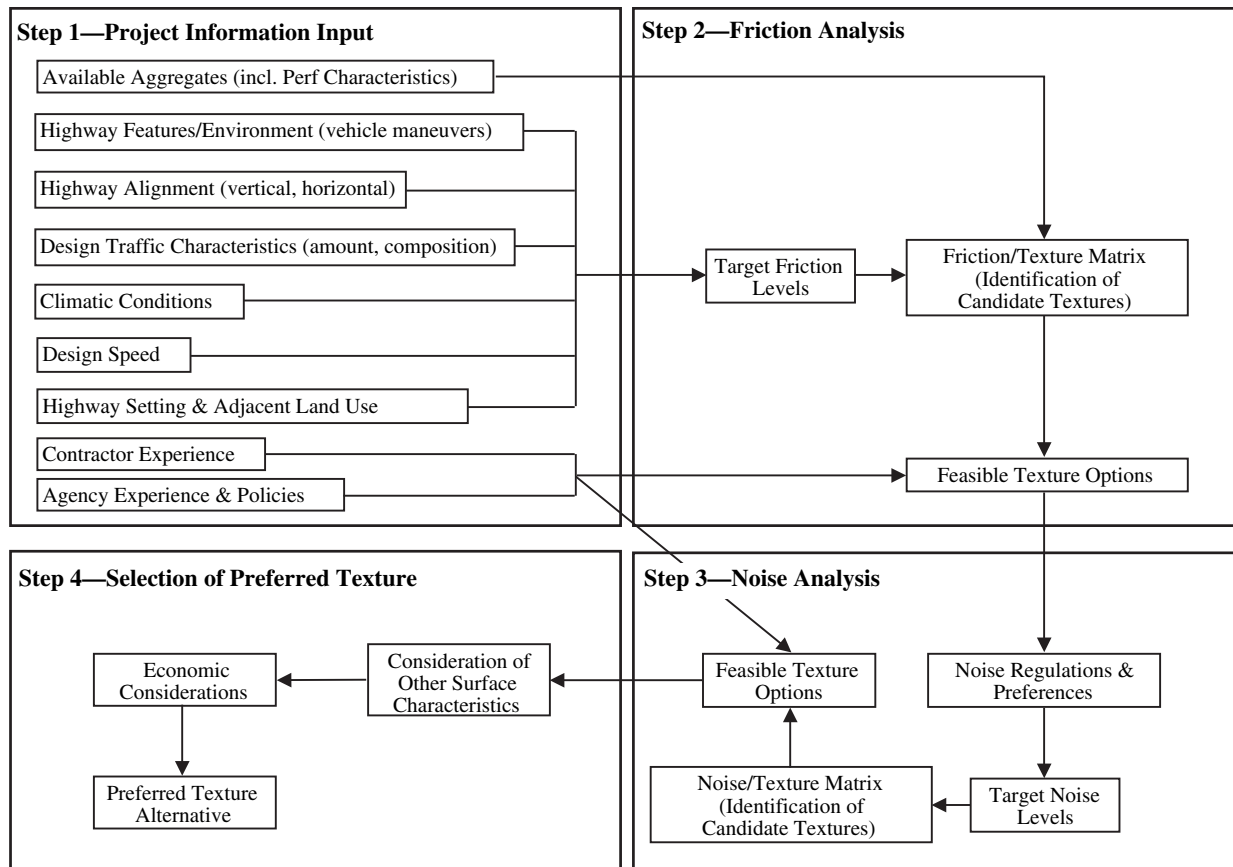 Step 1—Project Information Input
Available Aggregates (incl. Perf Characteristics)
Highway Features/Environment (vehicle maneuvers)
Highway Alignment (vertical, horizontal)
Design Traffic Characteristics (amount, composition)
Climatic Conditions
Design Speed
Highway Setting & Adjacent Land Use
Contractor Experience
Agency Experience & Policies
Step 2—Friction Analysis
Target Friction
Levels
Friction/Texture Matrix
(Identification of
Candidate Textures)
Feasible Texture Options
Step 3—Noise Analysis
Noise Regulations &
Preferences
Target Noise
Levels
Noise/Texture Matrix
(Identification of
Candidate Textures)
Feasible Texture
Options
Step 4—Selection of Preferred Texture
Consideration of
Other Surface
Characteristics
Economic
Considerations
Preferred Texture
Alternative